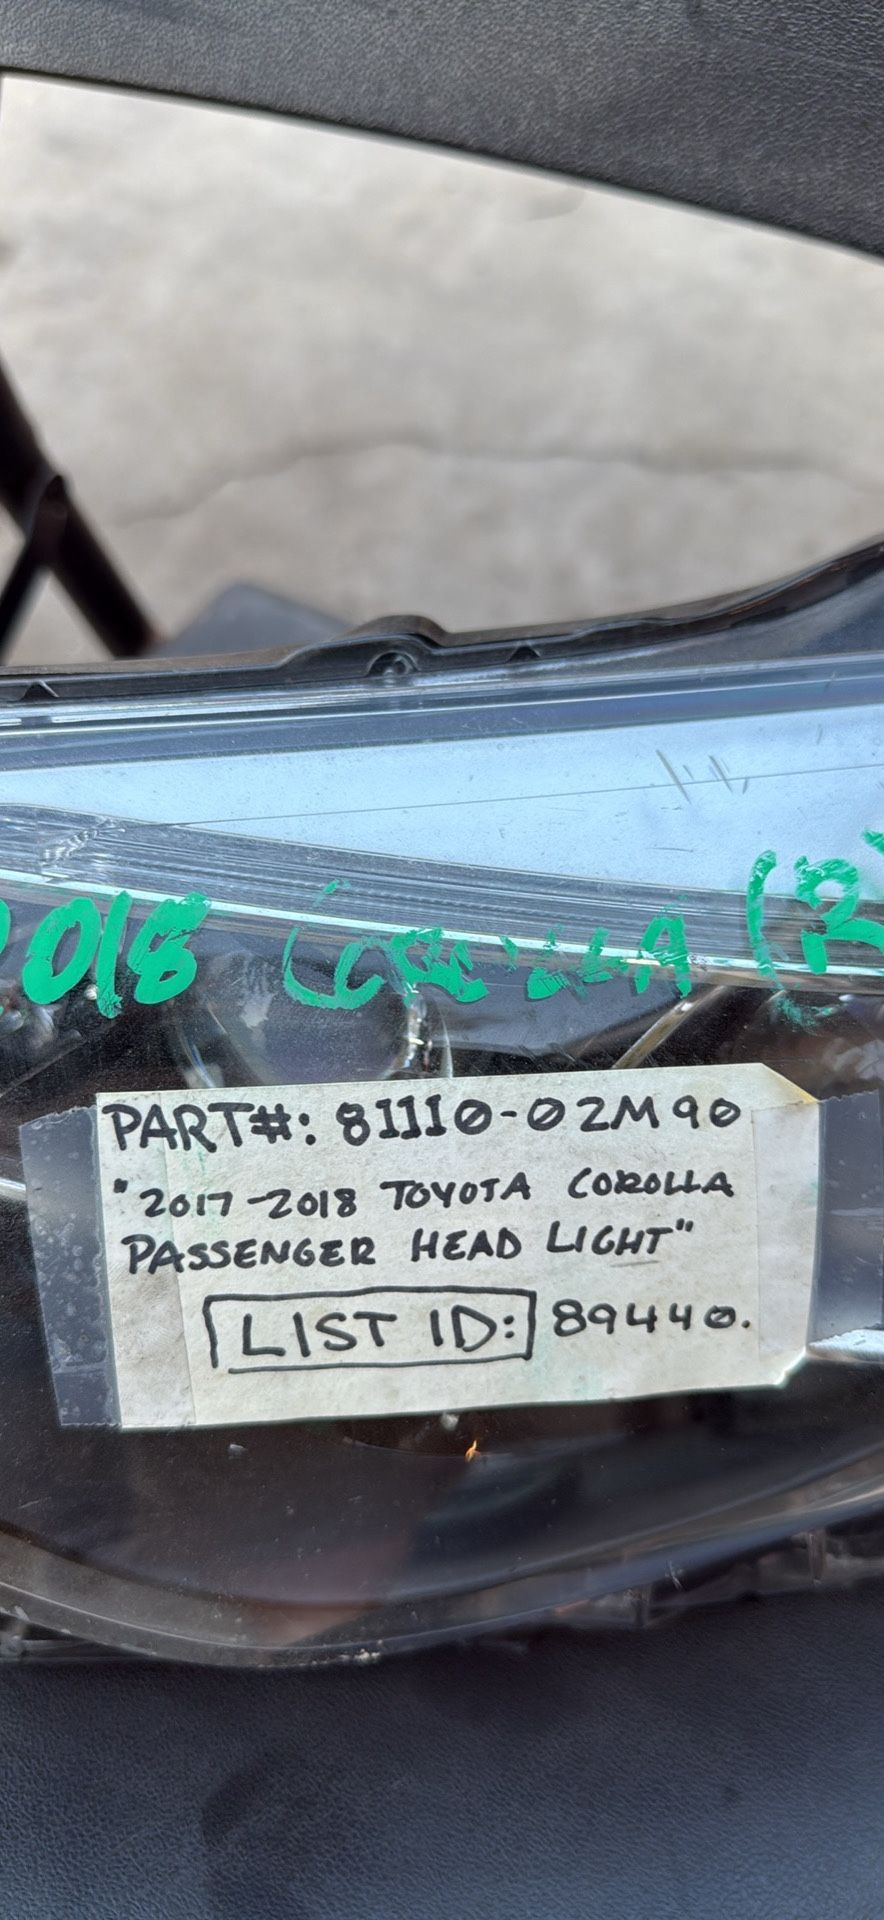 2018 COROLLA (R)
PART#: 81110-02M90
"2017-2018 TOYOTA COROLLA
PASSENGER HEAD LIGHT"
LIST ID: 89440.